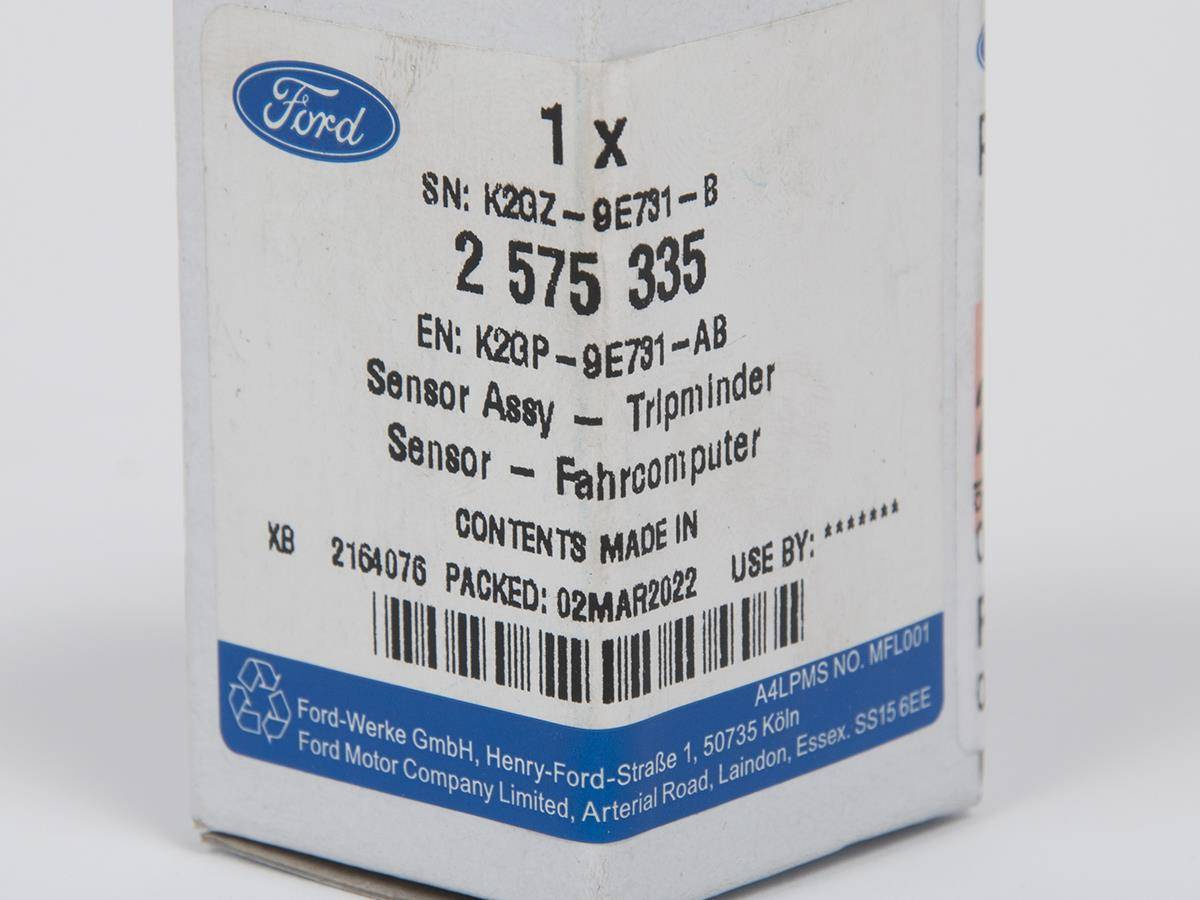 Ford
1 x
SN: K2GZ-9E731-B
2 575 335
EN: K2GP-9E731-AB
Sensor Assy - Tripminder
Sensor - Fahrcomputer
CONTENTS MADE IN
XB 2164076 PACKED: 02MAR2022 USE BY: *******
A4LPMS NO. MFL001
Ford-Werke GmbH, Henry-Ford-Straße 1, 50735 Köln
Ford Motor Company Limited, Arterial Road, Laindon, Essex. SS15 6EE